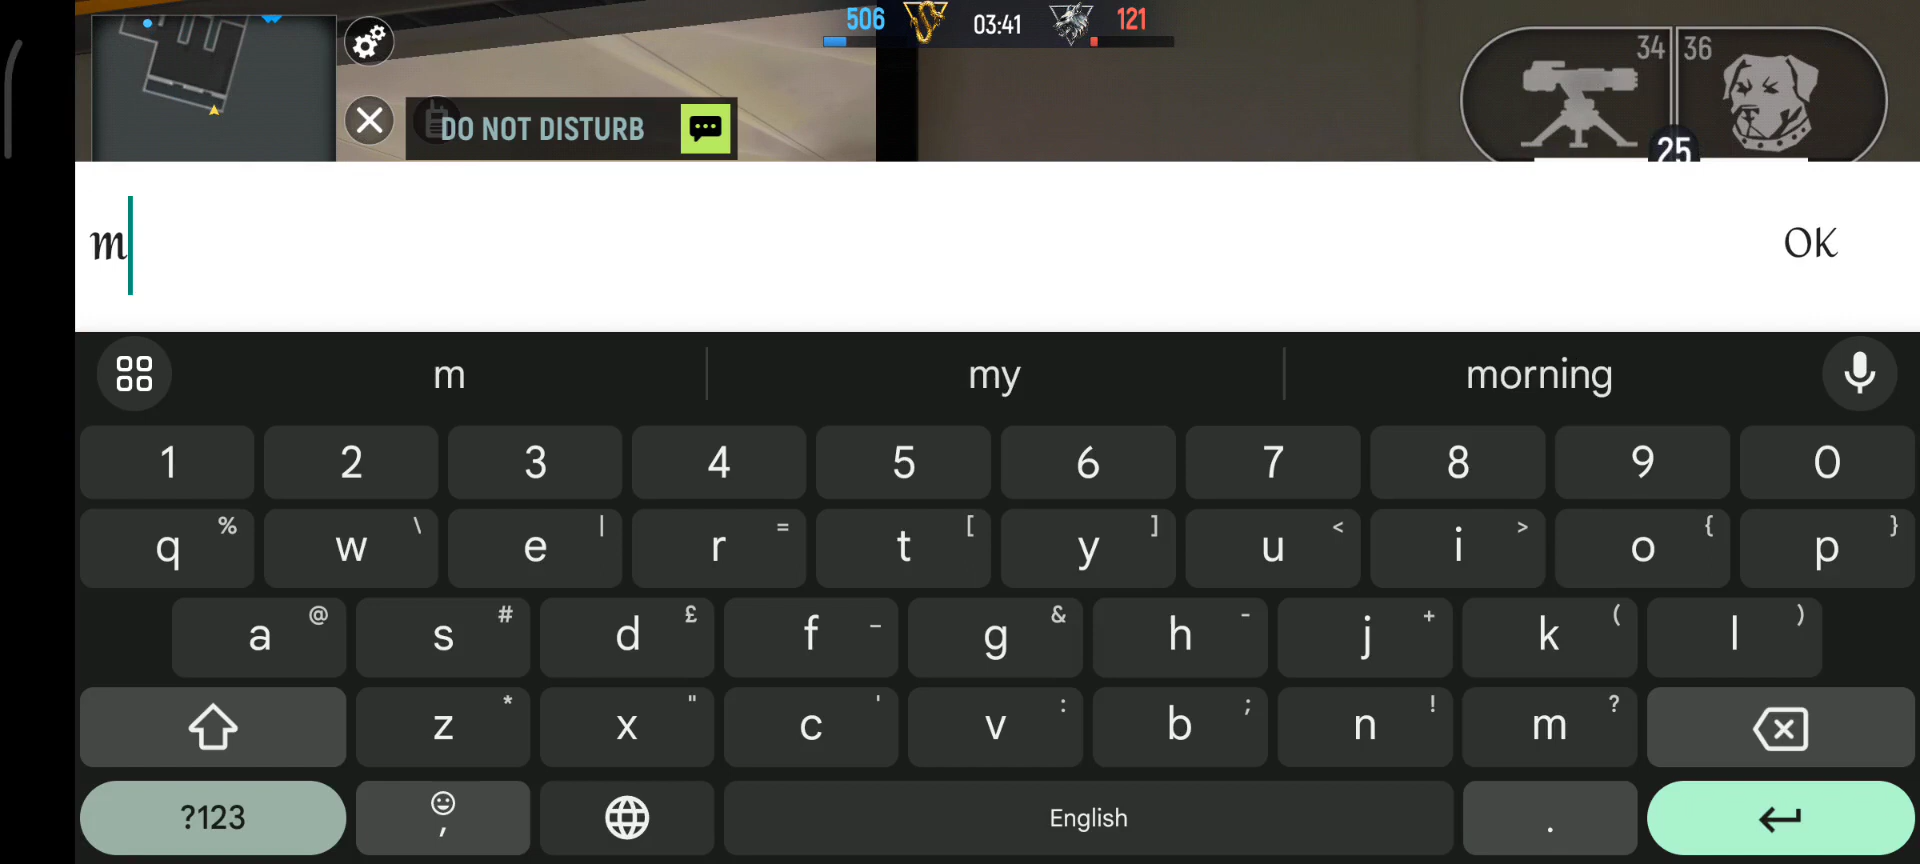 506 03:41 121
34 36
DO NOT DISTURB
25
m OK
m my morning
1 2 3 4 5 6 7 8 9 0
q % w \ e | r = t [ y ] u < i > o { p }
a @ s # d £ f _ g & h - j + k ( l )
z * x " c ' v : b ; n ! m ?
?123 , English .